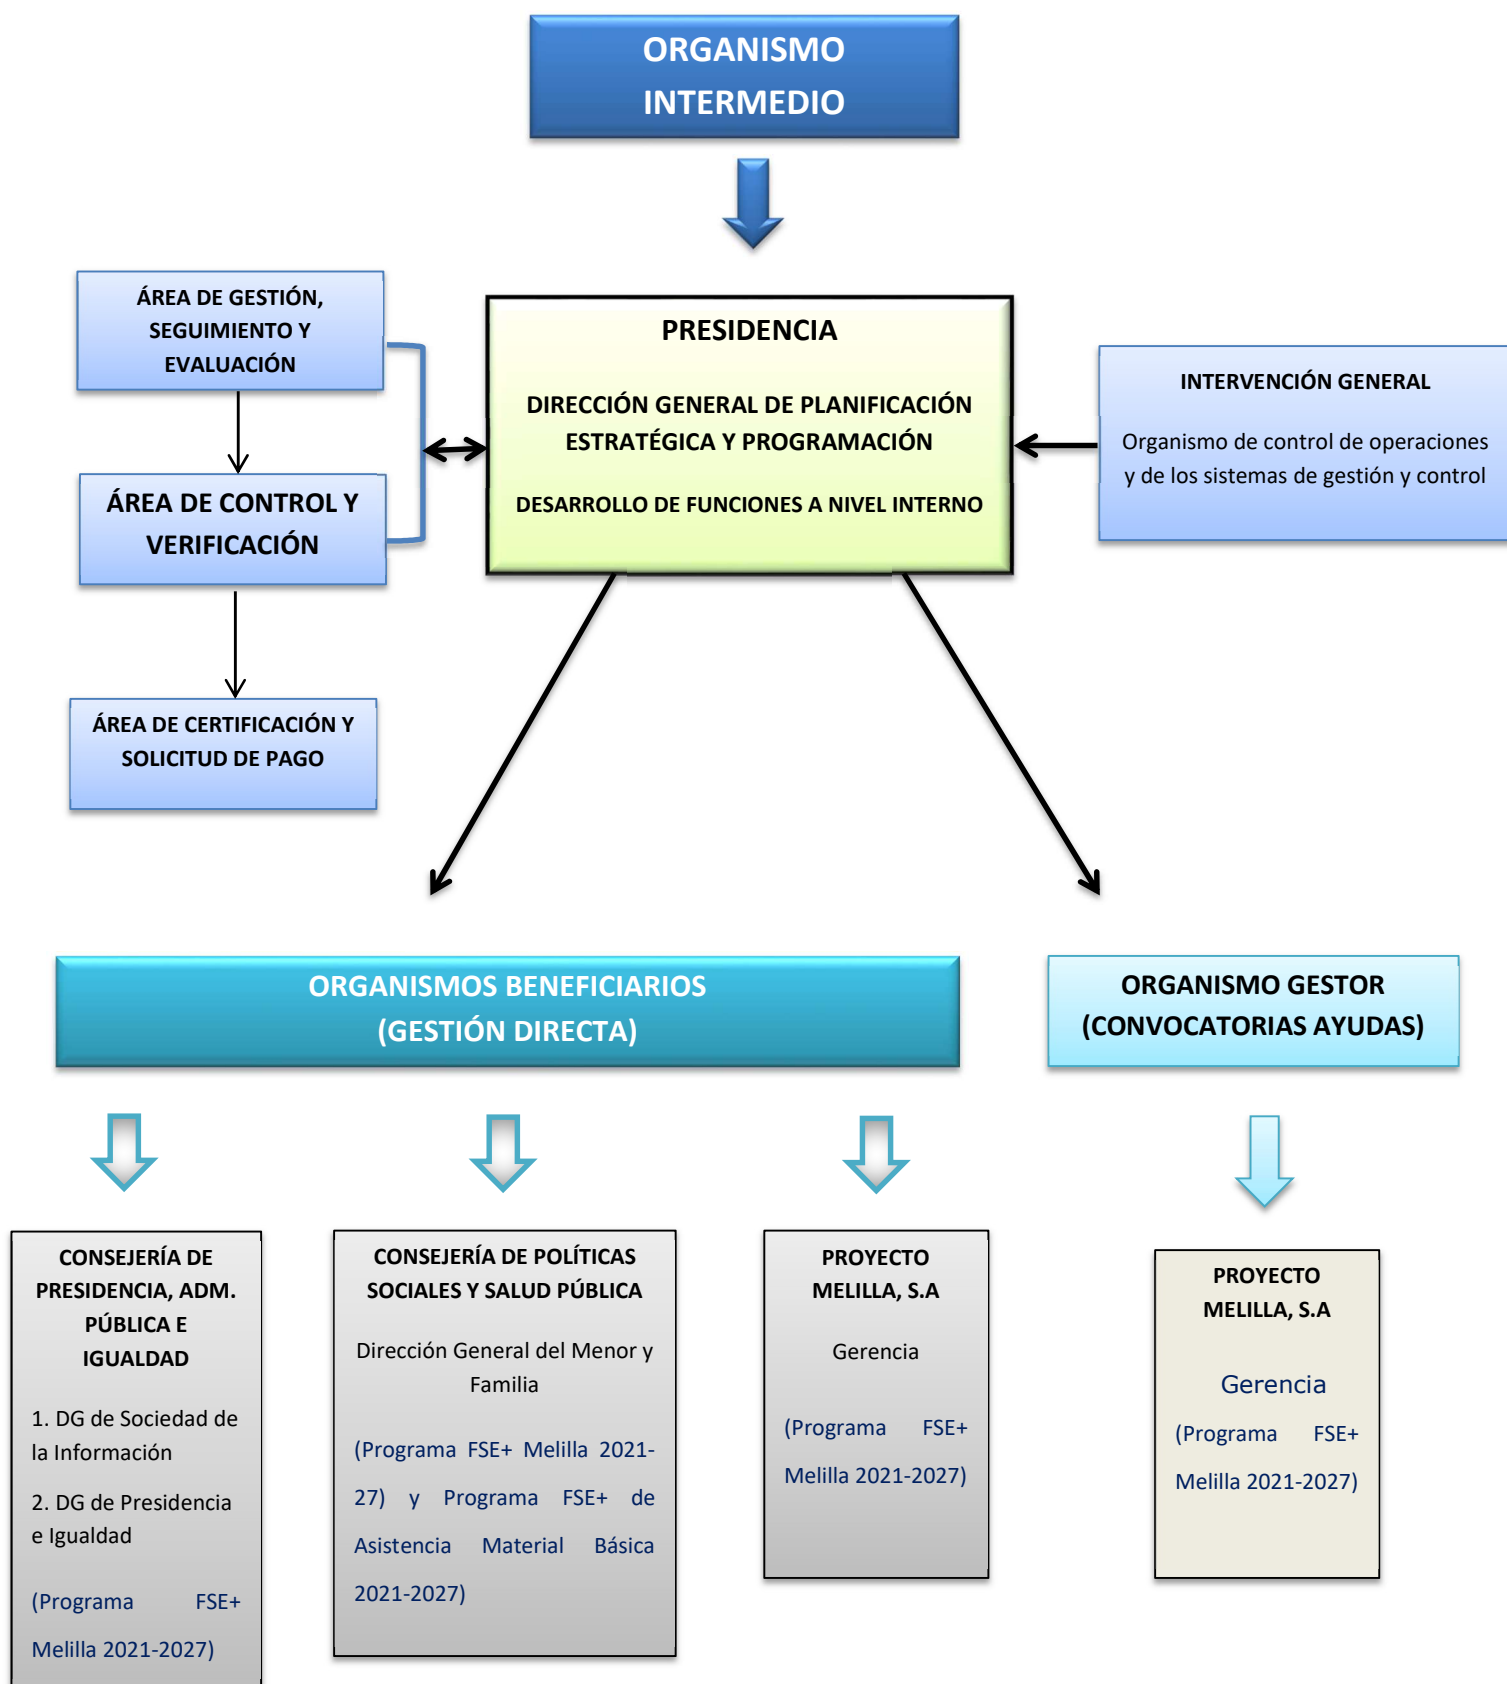 ORGANISMO
INTERMEDIO
ÁREA DE GESTIÓN,
SEGUIMIENTO Y
EVALUACIÓN
ÁREA DE CONTROL Y
VERIFICACIÓN
ÁREA DE CERTIFICACIÓN Y
SOLICITUD DE PAGO
PRESIDENCIA
DIRECCIÓN GENERAL DE PLANIFICACIÓN
ESTRATÉGICA Y PROGRAMACIÓN
DESARROLLO DE FUNCIONES A NIVEL INTERNO
INTERVENCIÓN GENERAL
Organismo de control de operaciones
y de los sistemas de gestión y control
ORGANISMOS BENEFICIARIOS
(GESTIÓN DIRECTA)
ORGANISMO GESTOR
(CONVOCATORIAS AYUDAS)
CONSEJERÍA DE
PRESIDENCIA, ADM.
PÚBLICA E
IGUALDAD
1. DG de Sociedad de
la Información
2. DG de Presidencia
e Igualdad
(Programa FSE+
Melilla 2021-2027)
CONSEJERÍA DE POLÍTICAS
SOCIALES Y SALUD PÚBLICA
Dirección General del Menor y
Familia
(Programa FSE+ Melilla 2021-
27) y Programa FSE+ de
Asistencia Material Básica
2021-2027)
PROYECTO
MELILLA, S.A
Gerencia
(Programa FSE+
Melilla 2021-2027)
PROYECTO
MELILLA, S.A
Gerencia
(Programa FSE+
Melilla 2021-2027)